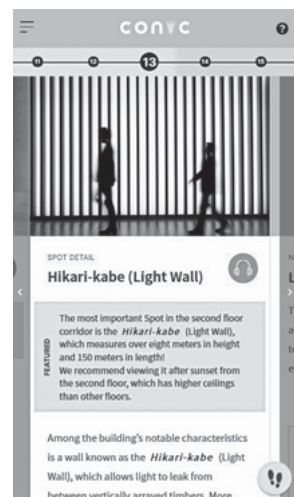 CONVC
?
11 12 13 14 15
SPOT DETAIL
Hikari-kabe (Light Wall)
FEATURED
The most important Spot in the second floor
corridor is the Hikari-kabe (Light Wall),
which measures over eight meters in height
and 150 meters in length!
We recommend viewing it after sunset from
the second floor, which has higher ceilings
than other floors.
Among the building's notable characteristics
is a wall known as the Hikari-kabe (Light
Wall), which allows light to leak from
between vertically arrayed timbers. More